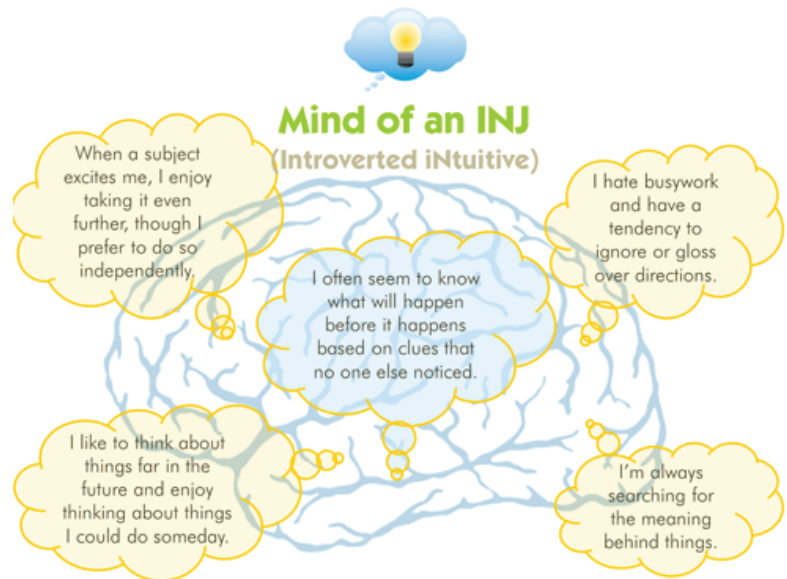 Mind of an INJ
(Introverted iNtuitive)
When a subject
excites me, I enjoy
taking it even
further, though I
prefer to do so
independently.
I hate busywork
and have a
tendency to
ignore or gloss
over directions.
I often seem to know
what will happen
before it happens
based on clues that
no one else noticed.
I like to think about
things far in the
future and enjoy
thinking about things
I could do someday.
I'm always
searching for
the meaning
behind things.